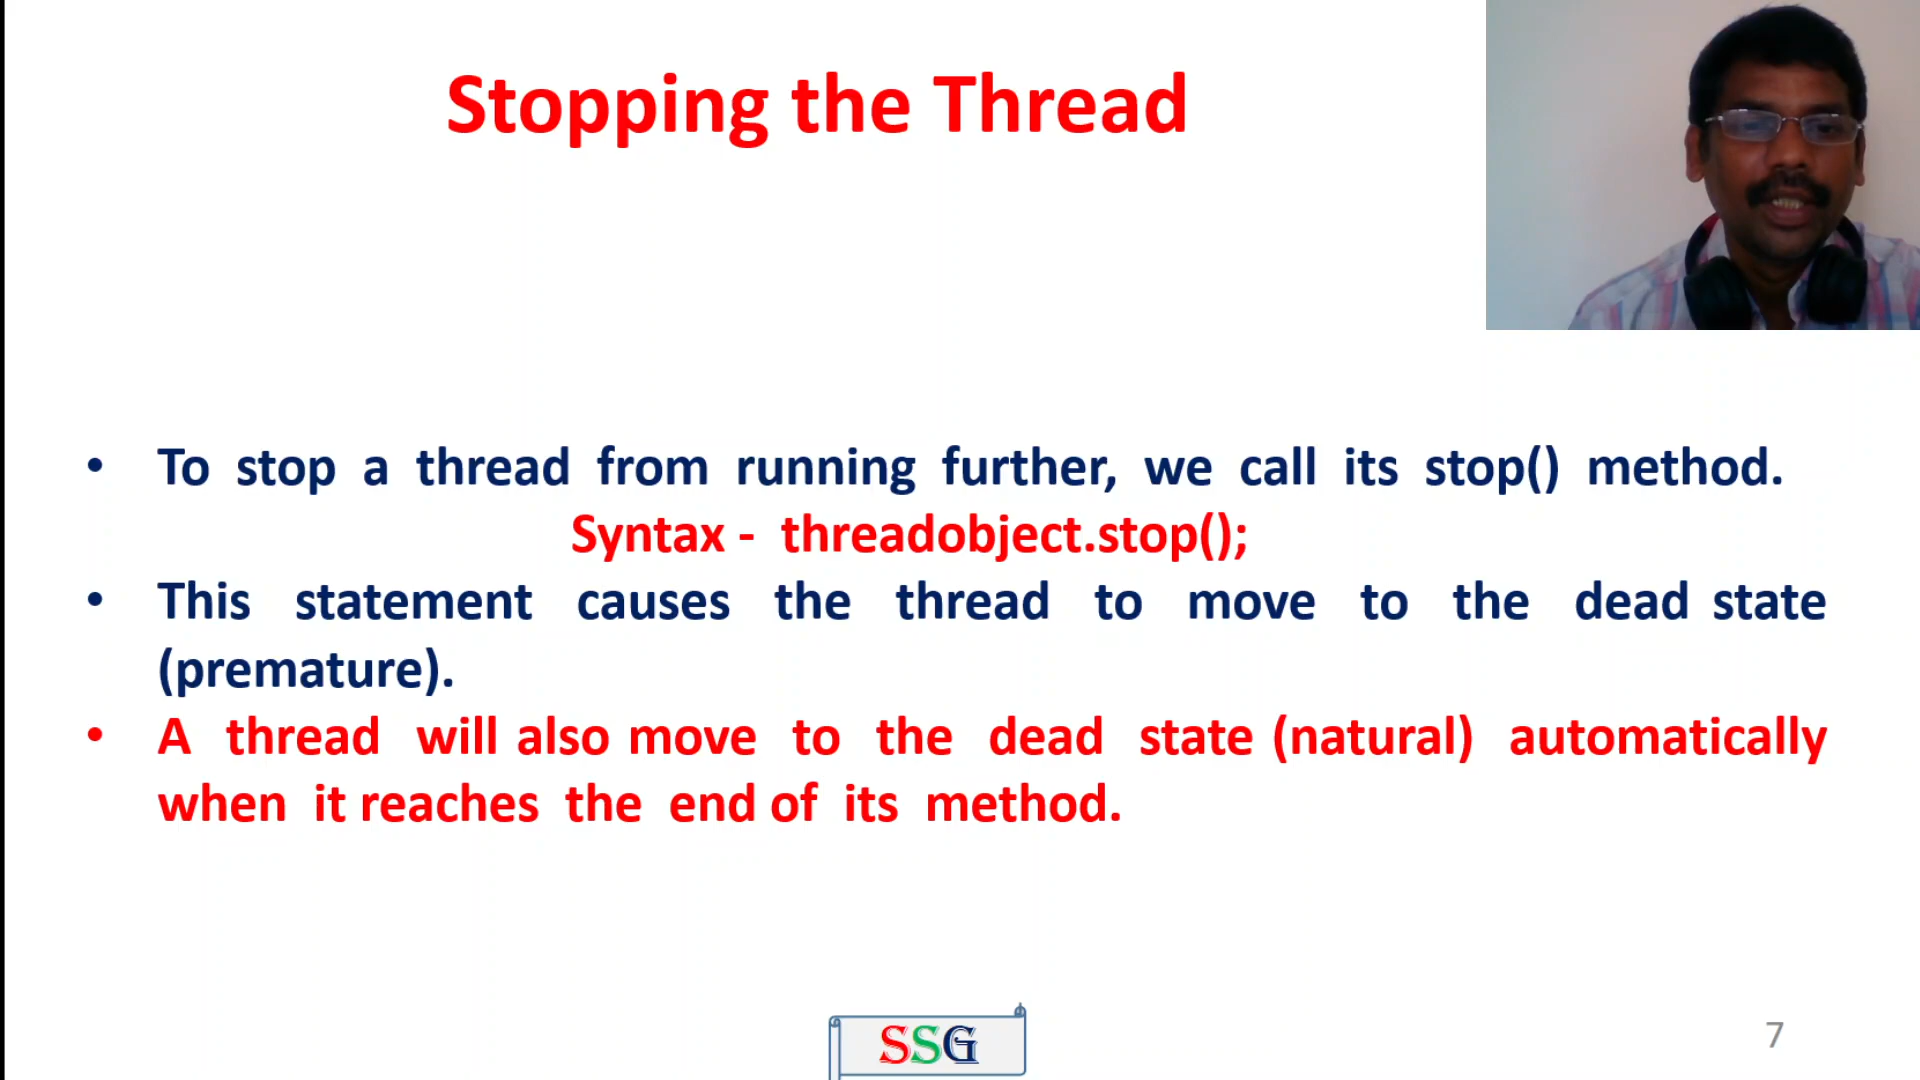 Stopping the Thread
• To stop a thread from running further, we call its stop() method.
Syntax - threadobject.stop();
• This statement causes the thread to move to the dead state
(premature).
• A thread will also move to the dead state (natural) automatically
when it reaches the end of its method.
SSG
7